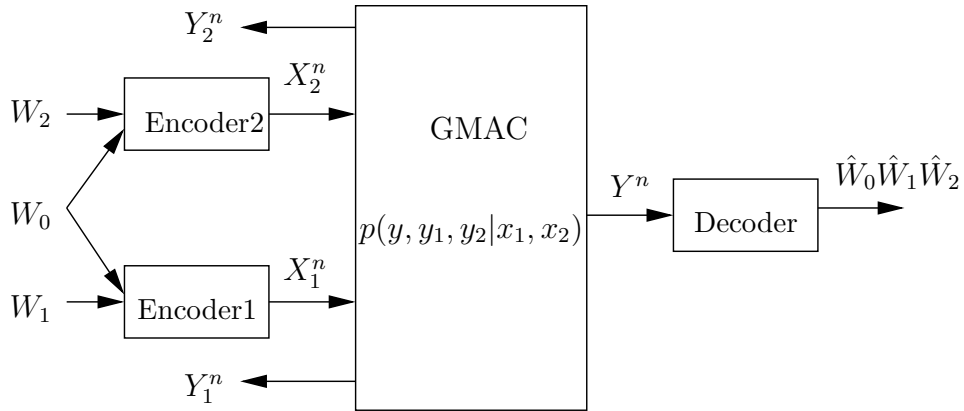 Y_2^n
X_2^n
W_2
Encoder2
GMAC
W_0
Y^n
Ŵ_0Ŵ_1Ŵ_2
p(y, y_1, y_2|x_1, x_2)
Decoder
X_1^n
W_1
Encoder1
Y_1^n